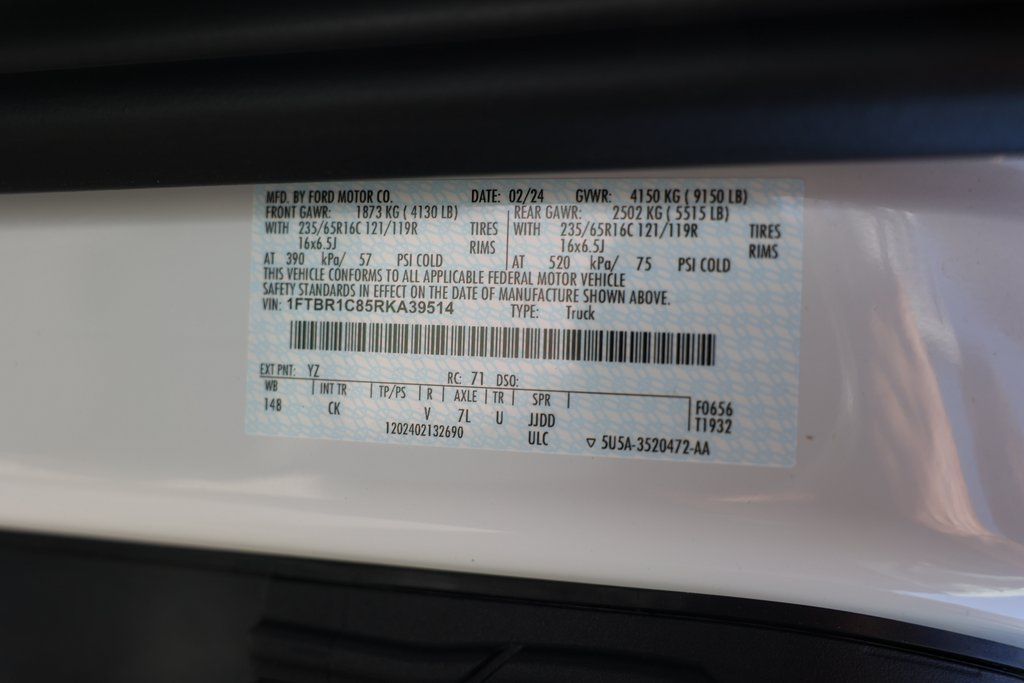 MFD. BY FORD MOTOR CO. DATE: 02/24 GVWR: 4150 KG ( 9150 LB)
FRONT GAWR: 1873 KG ( 4130 LB) REAR GAWR: 2502 KG ( 5515 LB)
WITH 235/65R16C 121/119R TIRES WITH 235/65R16C 121/119R TIRES
16x6.5J RIMS 16x6.5J RIMS
AT 390 kPa/ 57 PSI COLD AT 520 kPa/ 75 PSI COLD
THIS VEHICLE CONFORMS TO ALL APPLICABLE FEDERAL MOTOR VEHICLE
SAFETY STANDARDS IN EFFECT ON THE DATE OF MANUFACTURE SHOWN ABOVE.
VIN: 1FTBR1C85RKA39514 TYPE: Truck
EXT PNT: YZ RC: 71 DSO:
WB INT TR TP/PS R AXLE TR SPR F0656
148 CK V 7L U JJDD T1932
1202402132690 ULC ▽ 5U5A-3520472-AA